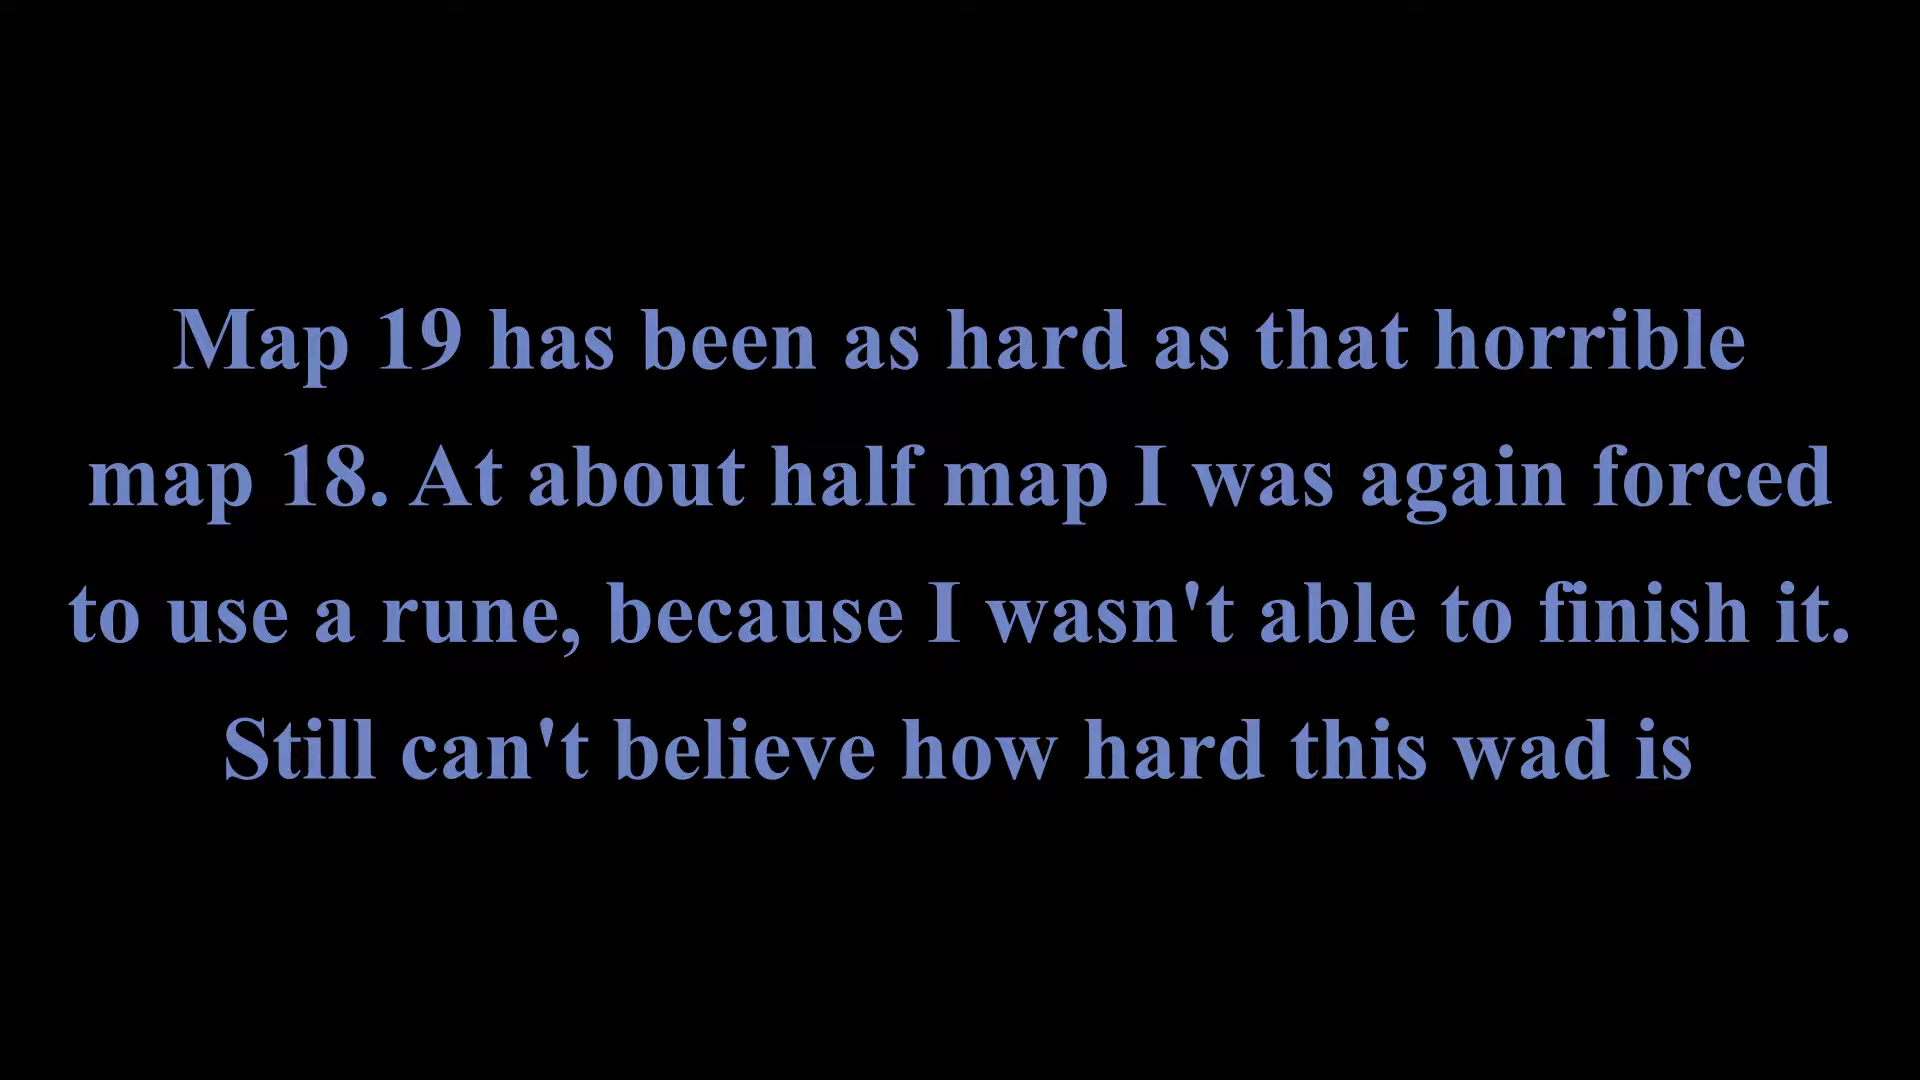 Map 19 has been as hard as that horrible
map 18. At about half map I was again forced
to use a rune, because I wasn't able to finish it.
Still can't believe how hard this wad is